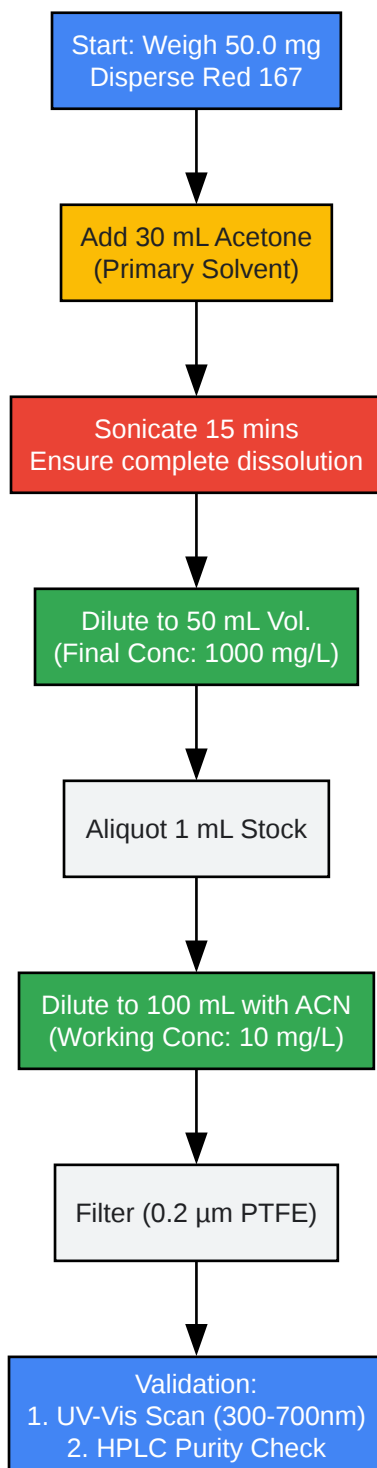 Start: Weigh 50.0 mg
Disperse Red 167
Add 30 mL Acetone
(Primary Solvent)
Sonicate 15 mins
Ensure complete dissolution
Dilute to 50 mL Vol.
(Final Conc: 1000 mg/L)
Aliquot 1 mL Stock
Dilute to 100 mL with ACN
(Working Conc: 10 mg/L)
Filter (0.2 µm PTFE)
Validation:
1. UV-Vis Scan (300-700nm)
2. HPLC Purity Check